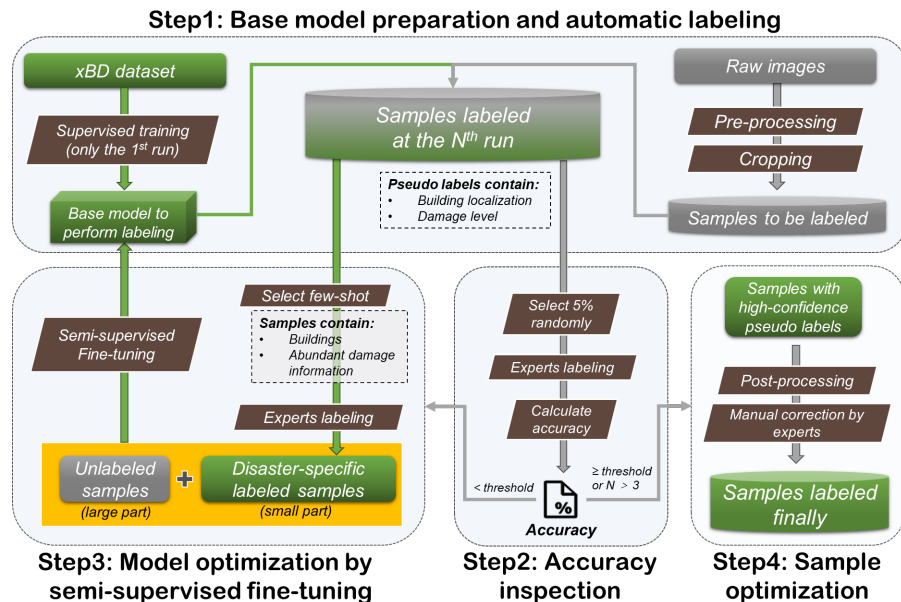 Step1: Base model preparation and automatic labeling
xBD dataset
Supervised training
(only the 1st run)
Base model to
perform labeling
Samples labeled
at the Nth run
Pseudo labels contain:
• Building localization
• Damage level
Raw images
Pre-processing
Cropping
Samples to be labeled
Semi-supervised
Fine-tuning
Select few-shot
Samples contain:
• Buildings
• Abundant damage
information
Experts labeling
Unlabeled
samples
(large part)
+
Disaster-specific
labeled samples
(small part)
Step3: Model optimization by
semi-supervised fine-tuning
Select 5%
randomly
Experts labeling
Calculate
accuracy
< threshold
≥ threshold
or N > 3
%
Accuracy
Step2: Accuracy
inspection
Samples with
high-confidence
pseudo labels
Post-processing
Manual correction by
experts
Samples labeled
finally
Step4: Sample
optimization